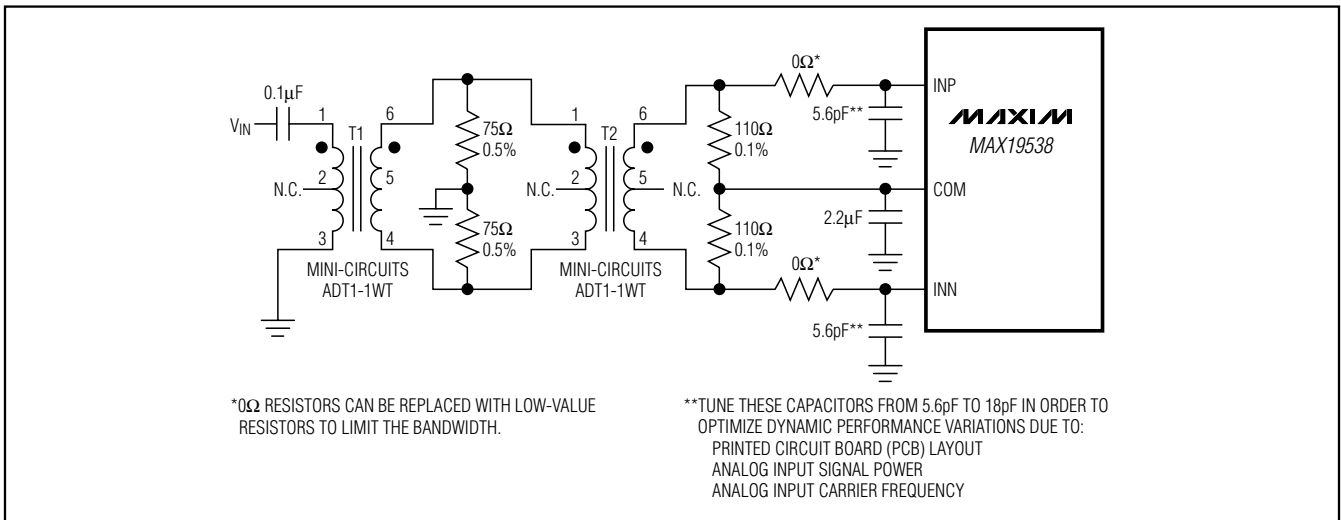 0.1μF
VIN
1
6
T1
N.C.
2
5
3
4
MINI-CIRCUITS
ADT1-1WT
75Ω
0.5%
75Ω
0.5%
1
6
T2
N.C.
2
5
N.C.
3
4
MINI-CIRCUITS
ADT1-1WT
110Ω
0.1%
110Ω
0.1%
0Ω*
5.6pF**
2.2μF
0Ω*
5.6pF**
INP
MAXIM
MAX19538
COM
INN
*0Ω RESISTORS CAN BE REPLACED WITH LOW-VALUE
RESISTORS TO LIMIT THE BANDWIDTH.
**TUNE THESE CAPACITORS FROM 5.6pF TO 18pF IN ORDER TO
OPTIMIZE DYNAMIC PERFORMANCE VARIATIONS DUE TO:
PRINTED CIRCUIT BOARD (PCB) LAYOUT
ANALOG INPUT SIGNAL POWER
ANALOG INPUT CARRIER FREQUENCY